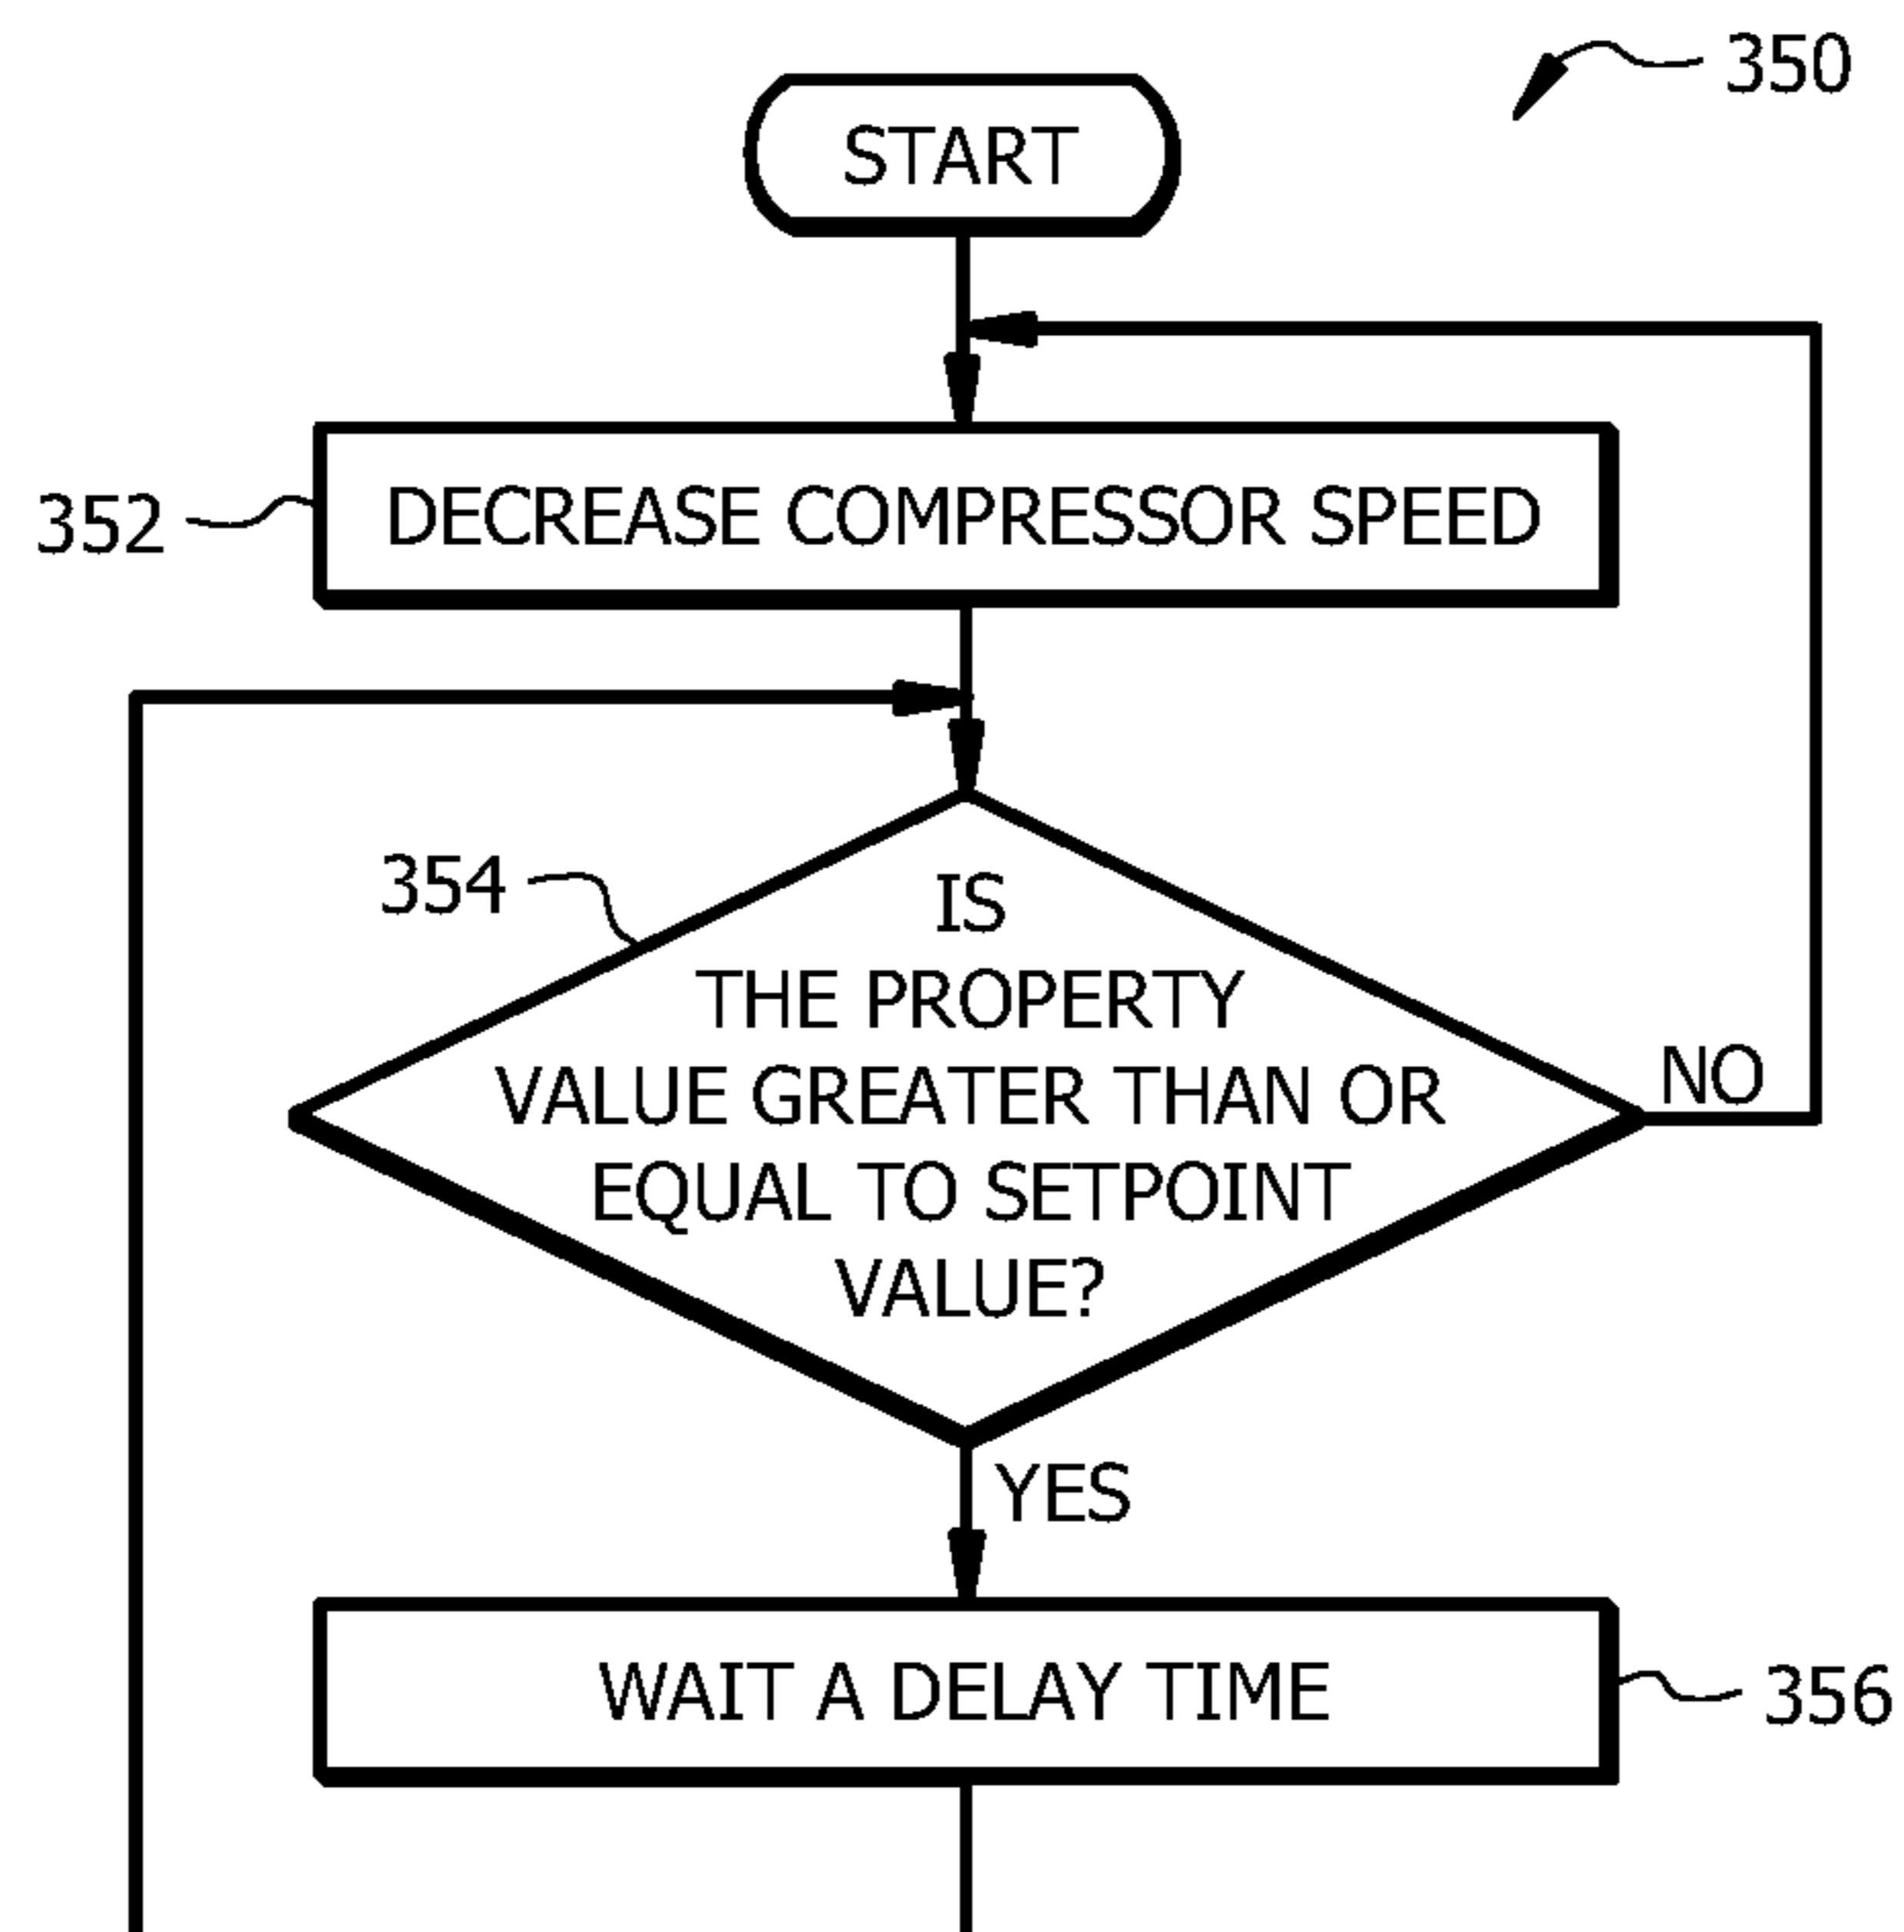 350
START
352
DECREASE COMPRESSOR SPEED
354
IS
THE PROPERTY
VALUE GREATER THAN OR
EQUAL TO SETPOINT
VALUE?
NO
YES
WAIT A DELAY TIME
356